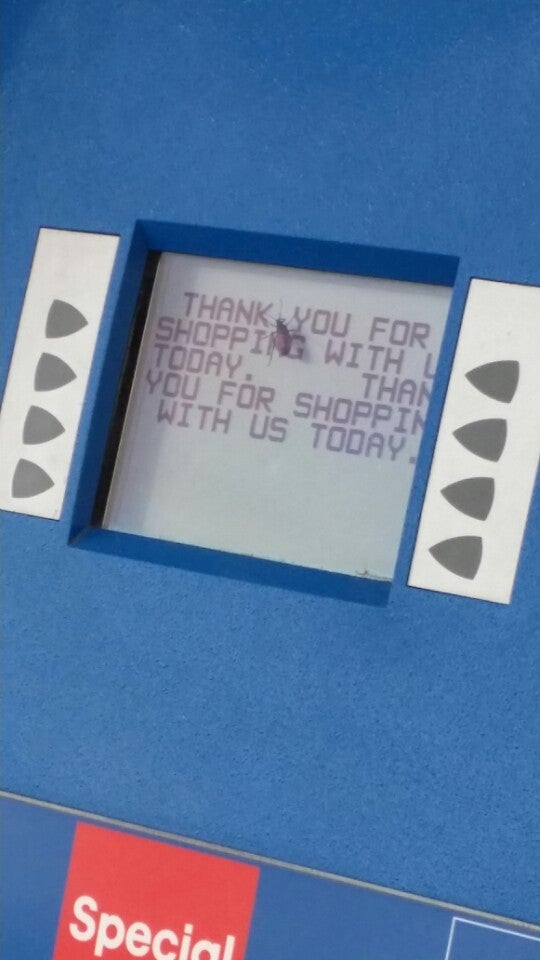 THANK YOU FOR
SHOPPING WITH U
TODAY. THAN
YOU FOR SHOPPIN
WITH US TODAY.
Special